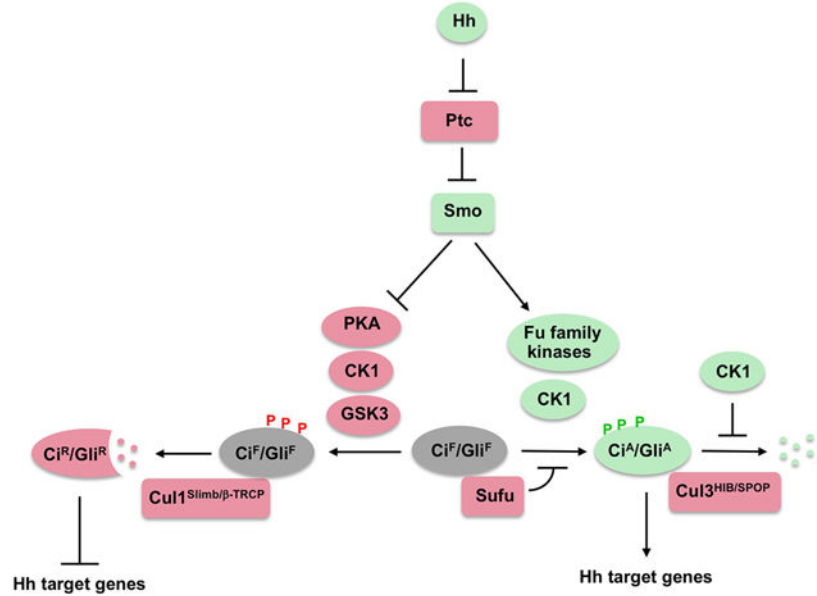 Hh
Ptc
Smo
PKA
Fu family
kinases
CK1
CK1
CK1
GSK3
P P P
P P P
Ci^R/Gli^R
Ci^F/Gli^F
Ci^F/Gli^F
Ci^A/Gli^A
Cul1^Slimb/β-TRCP
Sufu
Cul3^HIB/SPOP
Hh target genes
Hh target genes